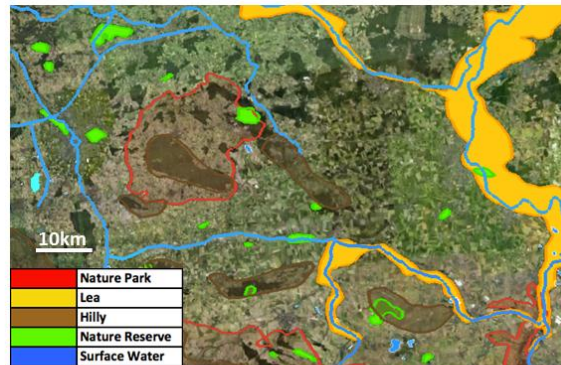 10km
Nature Park
Lea
Hilly
Nature Reserve
Surface Water